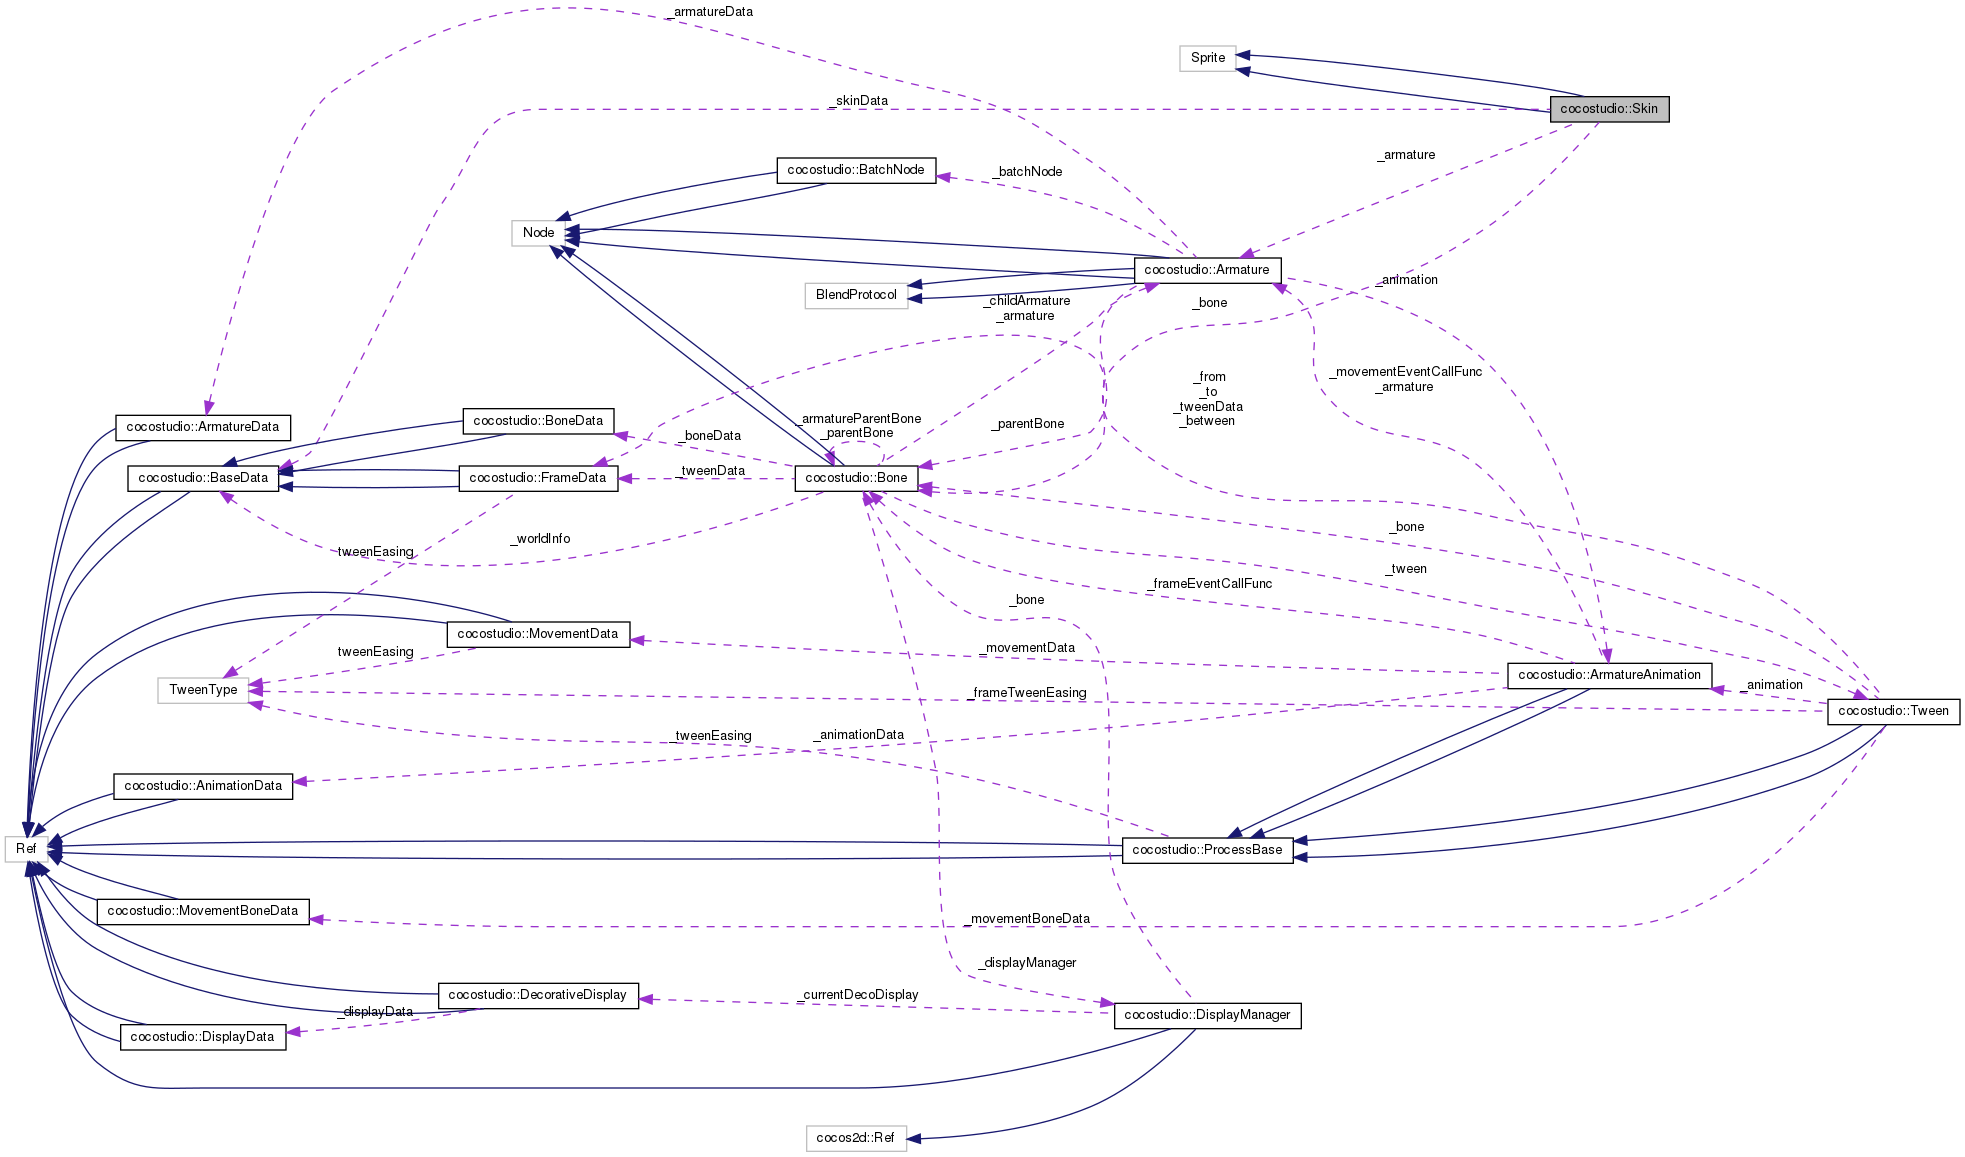 _armatureData
Sprite
_skinData
cocostudio::Skin
_armature
cocostudio::BatchNode
_batchNode
Node
cocostudio::Armature
_animation
BlendProtocol
_childArmature
_armature
_bone
_movementEventCallFunc
_armature
_from
_to
_tweenData
_between
cocostudio::ArmatureData
cocostudio::BoneData
_boneData
_armatureParentBone
_parentBone
_parentBone
cocostudio::BaseData
cocostudio::FrameData
_tweenData
cocostudio::Bone
_bone
tweenEasing
_worldInfo
_tween
_frameEventCallFunc
_bone
cocostudio::MovementData
tweenEasing
_movementData
cocostudio::ArmatureAnimation
TweenType
_frameTweenEasing
_animation
cocostudio::Tween
_tweenEasing
_animationData
cocostudio::AnimationData
Ref
cocostudio::ProcessBase
cocostudio::MovementBoneData
_movementBoneData
_displayManager
cocostudio::DecorativeDisplay
_currentDecoDisplay
_displayData
cocostudio::DisplayManager
cocostudio::DisplayData
cocos2d::Ref